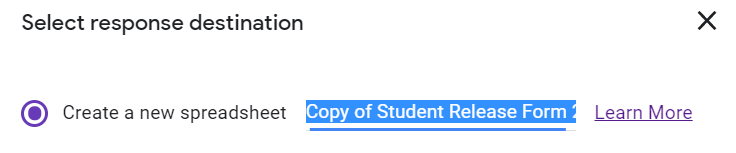 Select response destination
Create a new spreadsheet Copy of Student Release Form Learn More